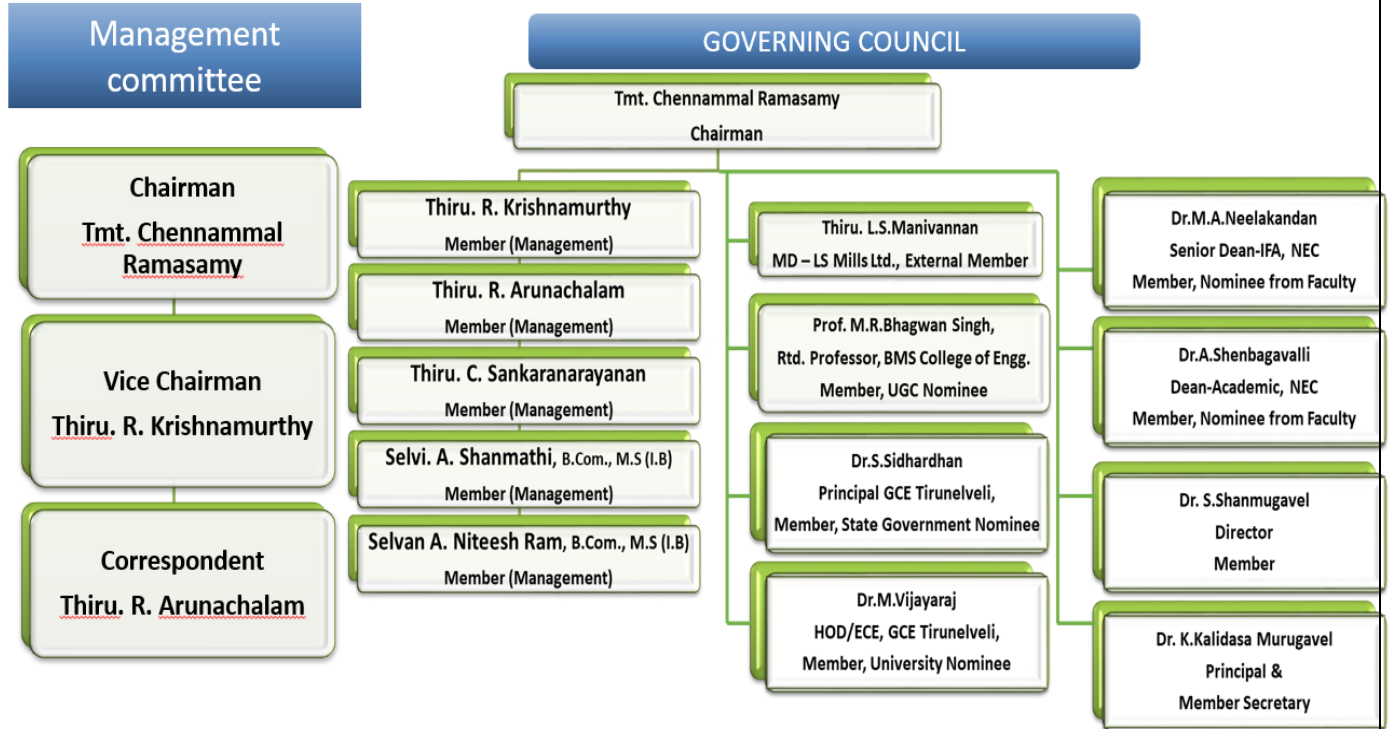 Management
committee
Chairman
Tmt. Chennammal
Ramasamy
Vice Chairman
Thiru. R. Krishnamurthy
Correspondent
Thiru. R. Arunachalam
GOVERNING COUNCIL
Tmt. Chennammal Ramasamy
Chairman
Thiru. R. Krishnamurthy
Member (Management)
Thiru. R. Arunachalam
Member (Management)
Thiru. C. Sankaranarayanan
Member (Management)
Selvi. A. Shanmathi, B.Com., M.S (I.B)
Member (Management)
Selvan A. Niteesh Ram, B.Com., M.S (I.B)
Member (Management)
Thiru. L.S.Manivannan
MD – LS Mills Ltd., External Member
Prof. M.R.Bhagwan Singh,
Rtd. Professor, BMS College of Engg.
Member, UGC Nominee
Dr.S.Sidhardhan
Principal GCE Tirunelveli,
Member, State Government Nominee
Dr.M.Vijayaraj
HOD/ECE, GCE Tirunelveli,
Member, University Nominee
Dr.M.A.Neelakandan
Senior Dean-IFA, NEC
Member, Nominee from Faculty
Dr.A.Shenbagavalli
Dean-Academic, NEC
Member, Nominee from Faculty
Dr. S.Shanmugavel
Director
Member
Dr. K.Kalidasa Murugavel
Principal &
Member Secretary